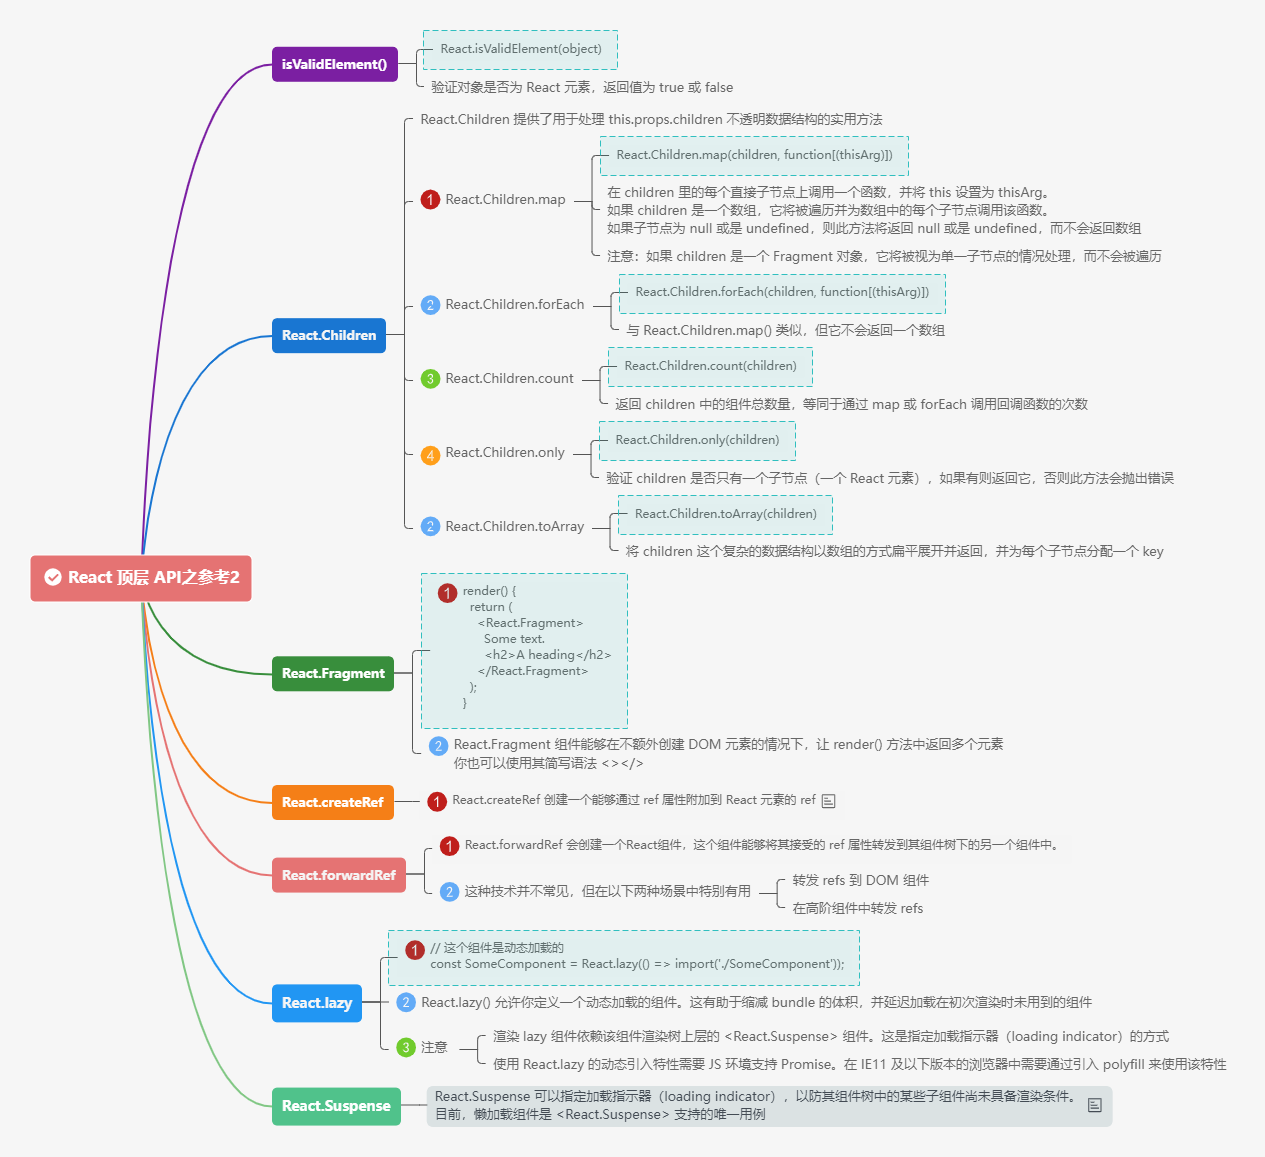 React 顶层 API之参考2
isValidElement()
React.isValidElement(object)
验证对象是否为 React 元素，返回值为 true 或 false
React.Children
React.Children 提供了用于处理 this.props.children 不透明数据结构的实用方法
1 React.Children.map
React.Children.map(children, function[(thisArg)])
在 children 里的每个直接子节点上调用一个函数，并将 this 设置为 thisArg。
如果 children 是一个数组，它将被遍历并为数组中的每个子节点调用该函数。
如果子节点为 null 或是 undefined，则此方法将返回 null 或是 undefined，而不会返回数组
注意：如果 children 是一个 Fragment 对象，它将被视为单一子节点的情况处理，而不会被遍历
2 React.Children.forEach
React.Children.forEach(children, function[(thisArg)])
与 React.Children.map() 类似，但它不会返回一个数组
3 React.Children.count
React.Children.count(children)
返回 children 中的组件总数量，等同于通过 map 或 forEach 调用回调函数的次数
4 React.Children.only
React.Children.only(children)
验证 children 是否只有一个子节点（一个 React 元素），如果有则返回它，否则此方法会抛出错误
2 React.Children.toArray
React.Children.toArray(children)
将 children 这个复杂的数据结构以数组的方式扁平展开并返回，并为每个子节点分配一个 key
React.Fragment
1 render() {
return (
<React.Fragment>
Some text.
<h2>A heading</h2>
</React.Fragment>
);
}
2 React.Fragment 组件能够在不额外创建 DOM 元素的情况下，让 render() 方法中返回多个元素
你也可以使用其简写语法 <></>
React.createRef
1 React.createRef 创建一个能够通过 ref 属性附加到 React 元素的 ref
React.forwardRef
1 React.forwardRef 会创建一个React组件，这个组件能够将其接受的 ref 属性转发到其组件树下的另一个组件中。
2 这种技术并不常见，但在以下两种场景中特别有用
转发 refs 到 DOM 组件
在高阶组件中转发 refs
React.lazy
1 // 这个组件是动态加载的
const SomeComponent = React.lazy(() => import('./SomeComponent'));
2 React.lazy() 允许你定义一个动态加载的组件。这有助于缩减 bundle 的体积，并延迟加载在初次渲染时未用到的组件
3 注意
渲染 lazy 组件依赖该组件渲染树上层的 <React.Suspense> 组件。这是指定加载指示器（loading indicator）的方式
使用 React.lazy 的动态引入特性需要 JS 环境支持 Promise。在 IE11 及以下版本的浏览器中需要通过引入 polyfill 来使用该特性
React.Suspense
React.Suspense 可以指定加载指示器（loading indicator），以防其组件树中的某些子组件尚未具备渲染条件。
目前，懒加载组件是 <React.Suspense> 支持的唯一用例